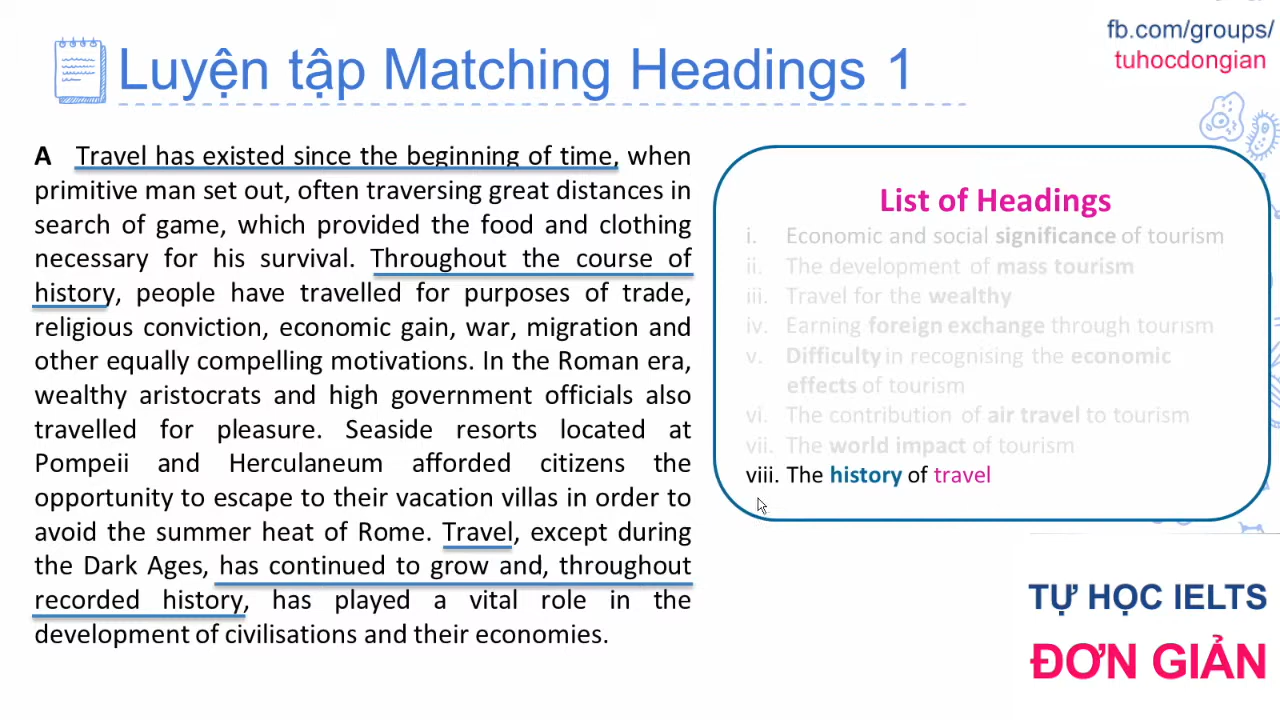 fb.com/groups/
tuhocdongian
Luyện tập Matching Headings 1
A Travel has existed since the beginning of time, when
primitive man set out, often traversing great distances in
search of game, which provided the food and clothing
necessary for his survival. Throughout the course of
history, people have travelled for purposes of trade,
religious conviction, economic gain, war, migration and
other equally compelling motivations. In the Roman era,
wealthy aristocrats and high government officials also
travelled for pleasure. Seaside resorts located at
Pompeii and Herculaneum afforded citizens the
opportunity to escape to their vacation villas in order to
avoid the summer heat of Rome. Travel, except during
the Dark Ages, has continued to grow and, throughout
recorded history, has played a vital role in the
development of civilisations and their economies.
List of Headings
i. Economic and social significance of tourism
ii. The development of mass tourism
iii. Travel for the wealthy
iv. Earning foreign exchange through tourism
v. Difficulty in recognising the economic
effects of tourism
vi. The contribution of air travel to tourism
vii. The world impact of tourism
viii. The history of travel
TỰ HỌC IELTS
ĐƠN GIẢN